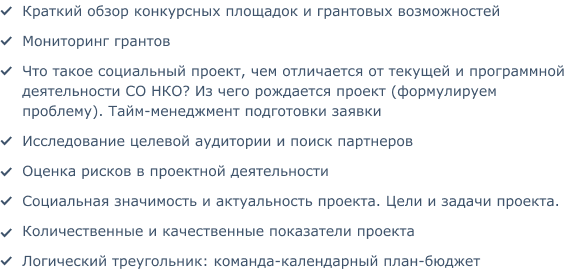 Краткий обзор конкурсных площадок и грантовых возможностей
Мониторинг грантов
Что такое социальный проект, чем отличается от текущей и программной
деятельности СО НКО? Из чего рождается проект (формулируем
проблему). Тайм-менеджмент подготовки заявки
Исследование целевой аудитории и поиск партнеров
Оценка рисков в проектной деятельности
Социальная значимость и актуальность проекта. Цели и задачи проекта.
Количественные и качественные показатели проекта
Логический треугольник: команда-календарный план-бюджет